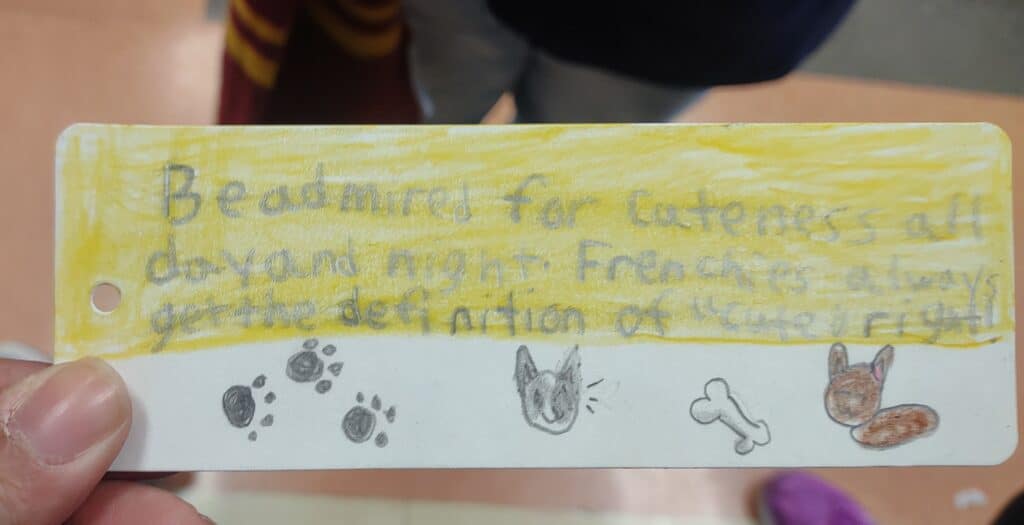 Be admired for Cuteness all
day and night. Frenchies always
get the definition of "Cute" right!